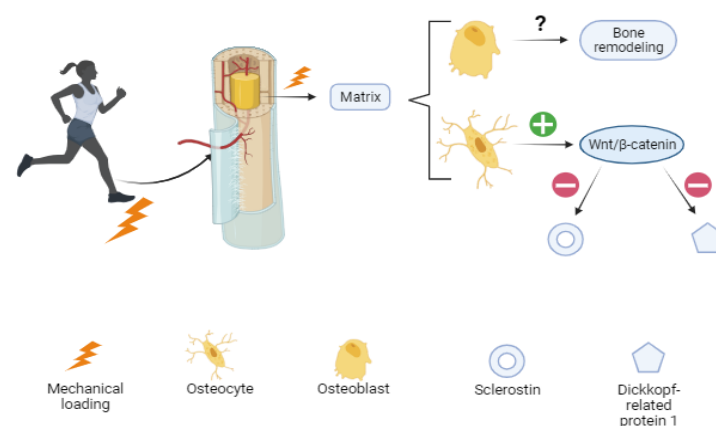 ?
Bone
remodeling
Matrix
Wnt/β-catenin
Mechanical
loading
Osteocyte
Osteoblast
Sclerostin
Dickkopf-
related
protein 1